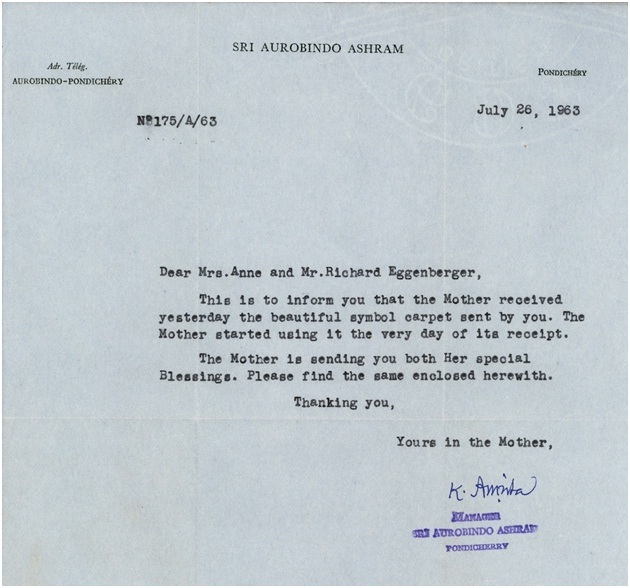 SRI AUROBINDO ASHRAM
Adr. Télég.
AUROBINDO-PONDICHÉRY
PONDICHÉRY
July 26, 1963
Nº175/A/63
Dear Mrs.Anne and Mr.Richard Eggenberger,
This is to inform you that the Mother received
yesterday the beautiful symbol carpet sent by you. The
Mother started using it the very day of its receipt.
The Mother is sending you both Her special
Blessings. Please find the same enclosed herewith.
Thanking you,
Yours in the Mother,
K. Amrita
MANAGER
SRI AUROBINDO ASHRAM
PONDICHERRY